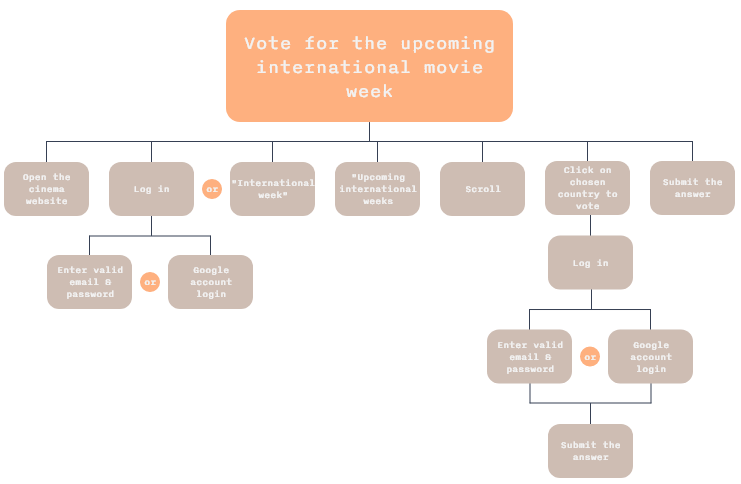 Vote for the upcoming
international movie
week
Open the
cinema
website
Log in
or
"International
week"
"Upcoming
international
weeks
Scroll
Click on
chosen
country to
vote
Submit the
answer
Log in
Enter valid
email &
password
or
Google
account
login
Enter valid
email &
password
or
Google
account
login
Submit the
answer